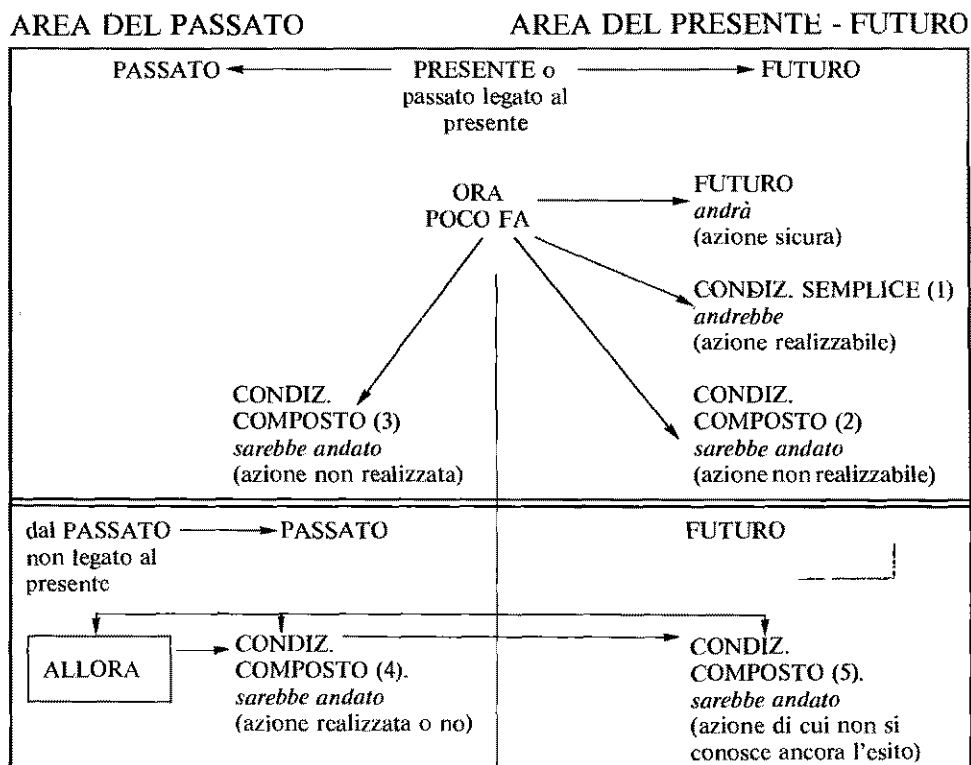 AREA DEL PASSATO AREA DEL PRESENTE - FUTURO
PASSATO PRESENTE o FUTURO
passato legato al
presente
ORA
POCO FA
FUTURO
andrà
(azione sicura)
CONDIZ. SEMPLICE (1)
andrebbe
(azione realizzabile)
CONDIZ.
COMPOSTO (3)
sarebbe andato
(azione non realizzata)
CONDIZ.
COMPOSTO (2)
sarebbe andato
(azione non realizzabile)
dal PASSATO PASSATO FUTURO
non legato al
presente
ALLORA
CONDIZ.
COMPOSTO (4).
sarebbe andato
(azione realizzata o no)
CONDIZ.
COMPOSTO (5).
sarebbe andato
(azione di cui non si
conosce ancora l'esito)